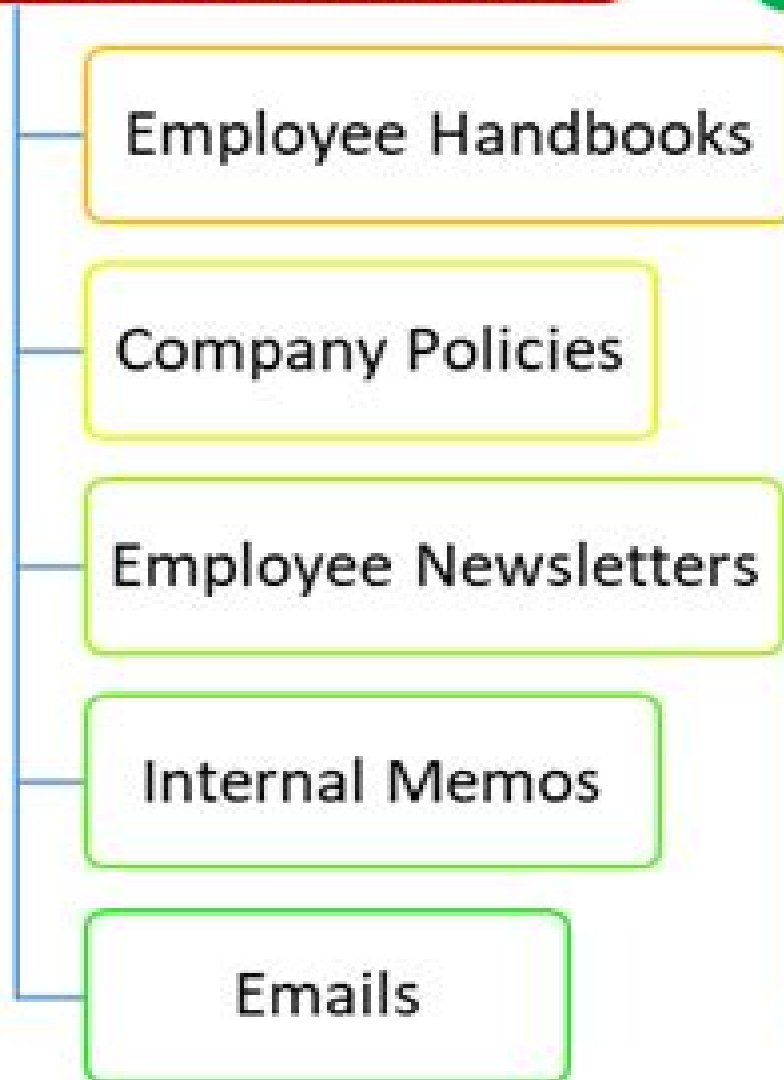 Employee Handbooks
Company Policies
Employee Newsletters
Internal Memos
Emails